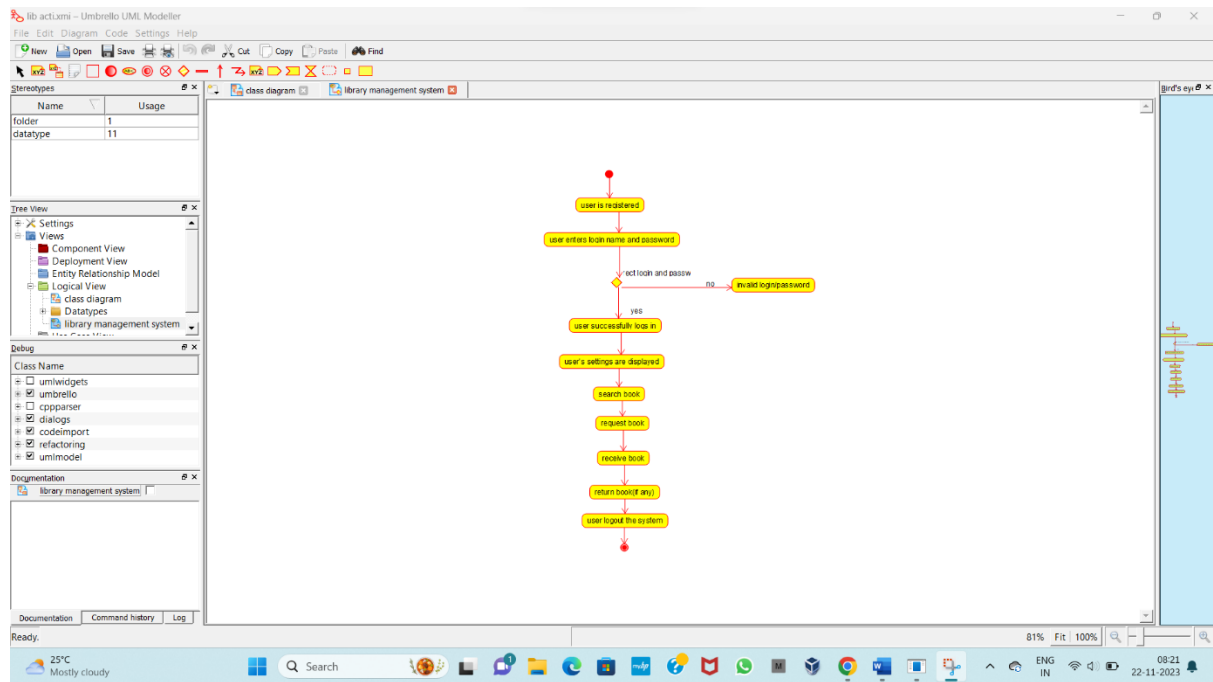 lib acti.xmi – Umbrello UML Modeller
File Edit Diagram Code Settings Help
New Open Save Cut Copy Paste Find
Stereotypes
class diagram library management system
Bird's eye
Name Usage
folder 1
datatype 11
Tree View
Settings
Views
Component View
Deployment View
Entity Relationship Model
Logical View
class diagram
Datatypes
library management system
Debug
Class Name
umlwidgets
umbrello
cppparser
dialogs
codeimport
refactoring
umlmodel
Documentation
library management system
Documentation Command history Log
user is registered
user enters login name and password
rect login and passw
no
invalid login/password
yes
user successfully logs in
user's settings are displayed
search book
request book
receive book
return book(if any)
user logout the system
Ready.
81% Fit 100%
25°C
Mostly cloudy
Search
ENG
IN
08:21
22-11-2023